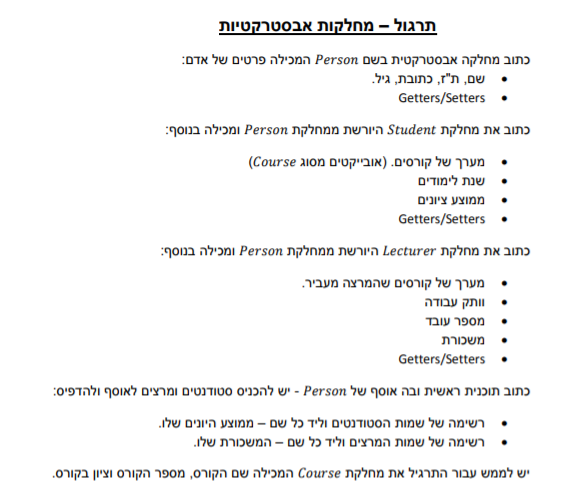 תרגול – מחלקות אבסטרקטיות
כתוב מחלקה אבסטרקטית בשם Person המכילה פרטים של אדם:
• שם, ת"ז, כתובת, גיל.
• Getters/Setters
כתוב את מחלקת Student היורשת ממחלקת Person ומכילה בנוסף:
• מערך של קורסים. (אובייקטים מסוג Course)
• שנת לימודים
• ממוצע ציונים
• Getters/Setters
כתוב את מחלקת Lecturer היורשת ממחלקת Person ומכילה בנוסף:
• מערך של קורסים שהמרצה מעביר.
• וותק עבודה
• מספר עובד
• משכורת
• Getters/Setters
כתוב תוכנית ראשית ובה אוסף של Person - יש להכניס סטודנטים ומרצים לאוסף ולהדפיס:
• רשימה של שמות הסטודנטים וליד כל שם – ממוצע היונים שלו.
• רשימה של שמות המרצים וליד כל שם – המשכורת שלו.
יש לממש עבור התרגיל את מחלקת Course המכילה שם הקורס, מספר הקורס וציון בקורס.